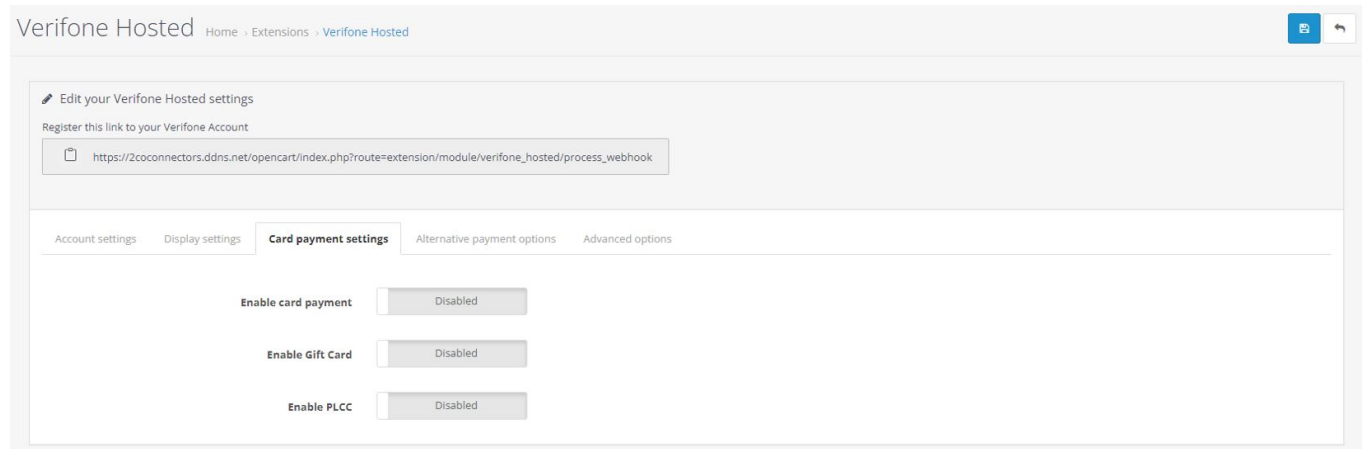 Verifone Hosted Home › Extensions › Verifone Hosted
Edit your Verifone Hosted settings
Register this link to your Verifone Account
https://2coconnectors.ddns.net/opencart/index.php?route=extension/module/verifone_hosted/process_webhook
Account settings Display settings Card payment settings Alternative payment options Advanced options
Enable card payment Disabled
Enable Gift Card Disabled
Enable PLCC Disabled